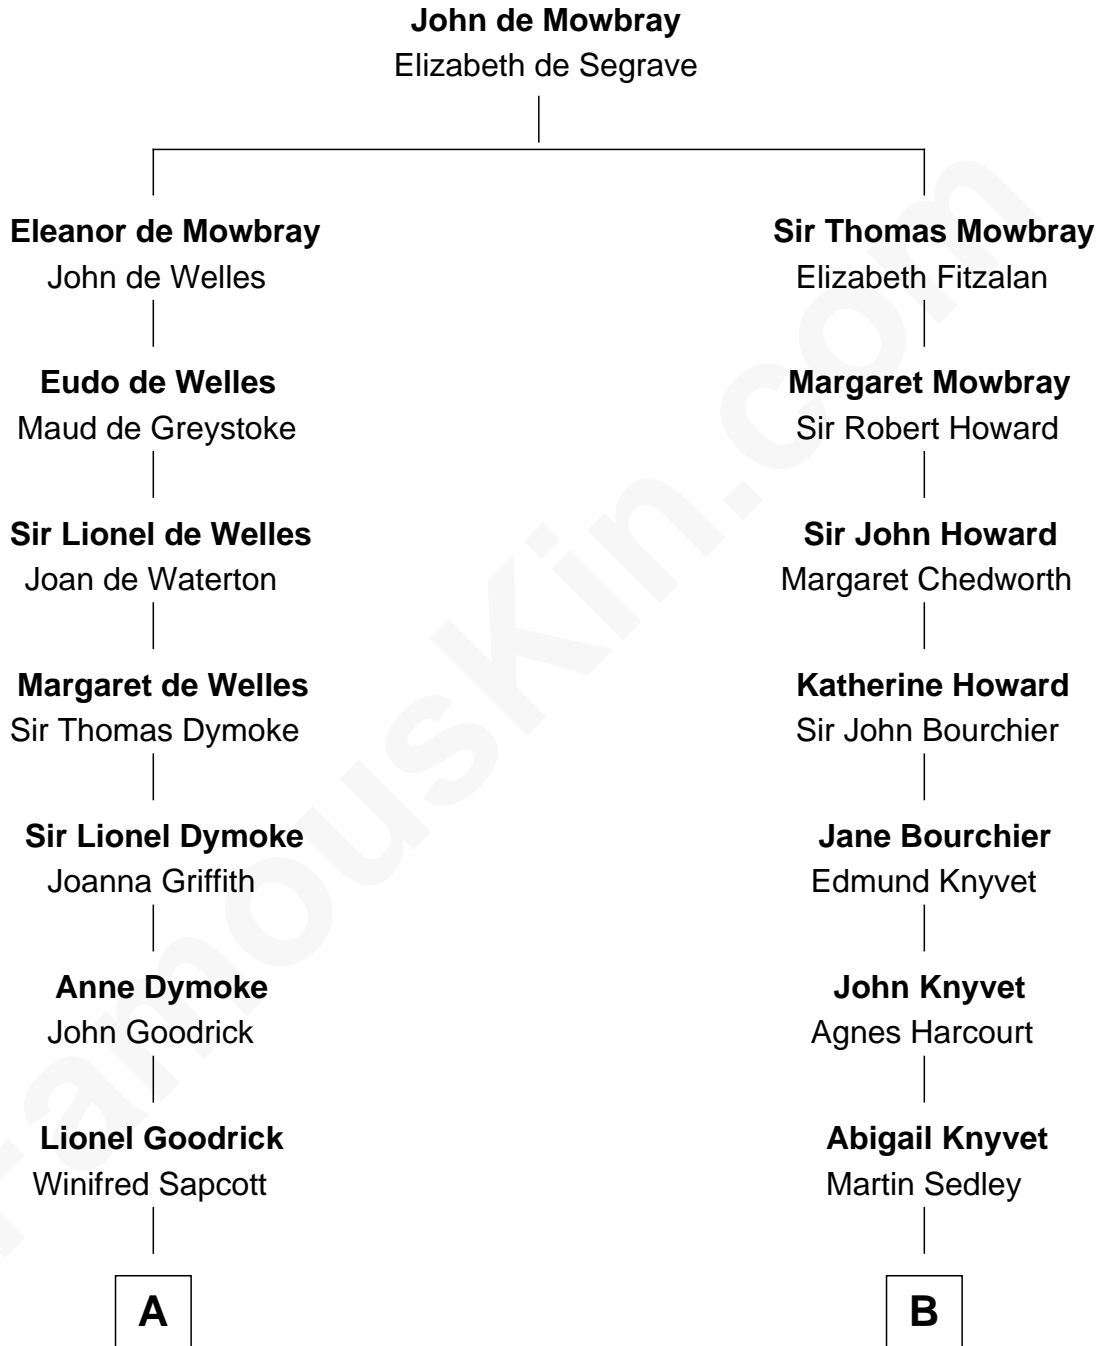 John de Mowbray
Elizabeth de Segrave
Eleanor de Mowbray
John de Welles
Sir Thomas Mowbray
Elizabeth Fitzalan
Eudo de Welles
Maud de Greystoke
Margaret Mowbray
Sir Robert Howard
Sir Lionel de Welles
Joan de Waterton
Sir John Howard
Margaret Chedworth
Margaret de Welles
Sir Thomas Dymoke
Katherine Howard
Sir John Bourchier
Sir Lionel Dymoke
Joanna Griffith
Jane Bourchier
Edmund Knyvet
Anne Dymoke
John Goodrick
John Knyvet
Agnes Harcourt
Lionel Goodrick
Winifred Sapcott
Abigail Knyvet
Martin Sedley
A
B
FamousKin.com